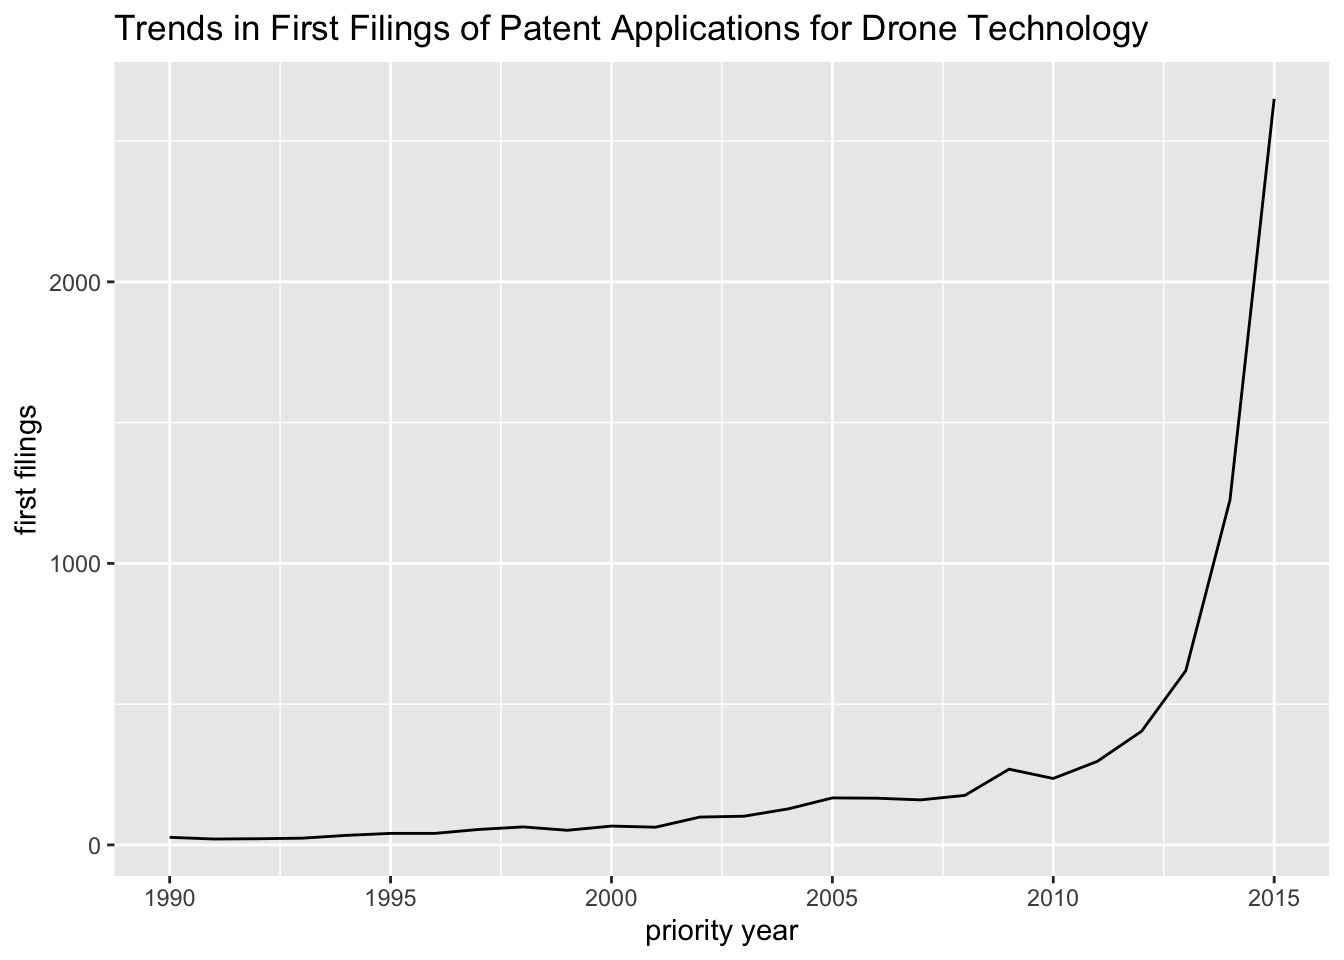 Trends in First Filings of Patent Applications for Drone Technology
first filings
2000
1000
0
1990 1995 2000 2005 2010 2015
priority year